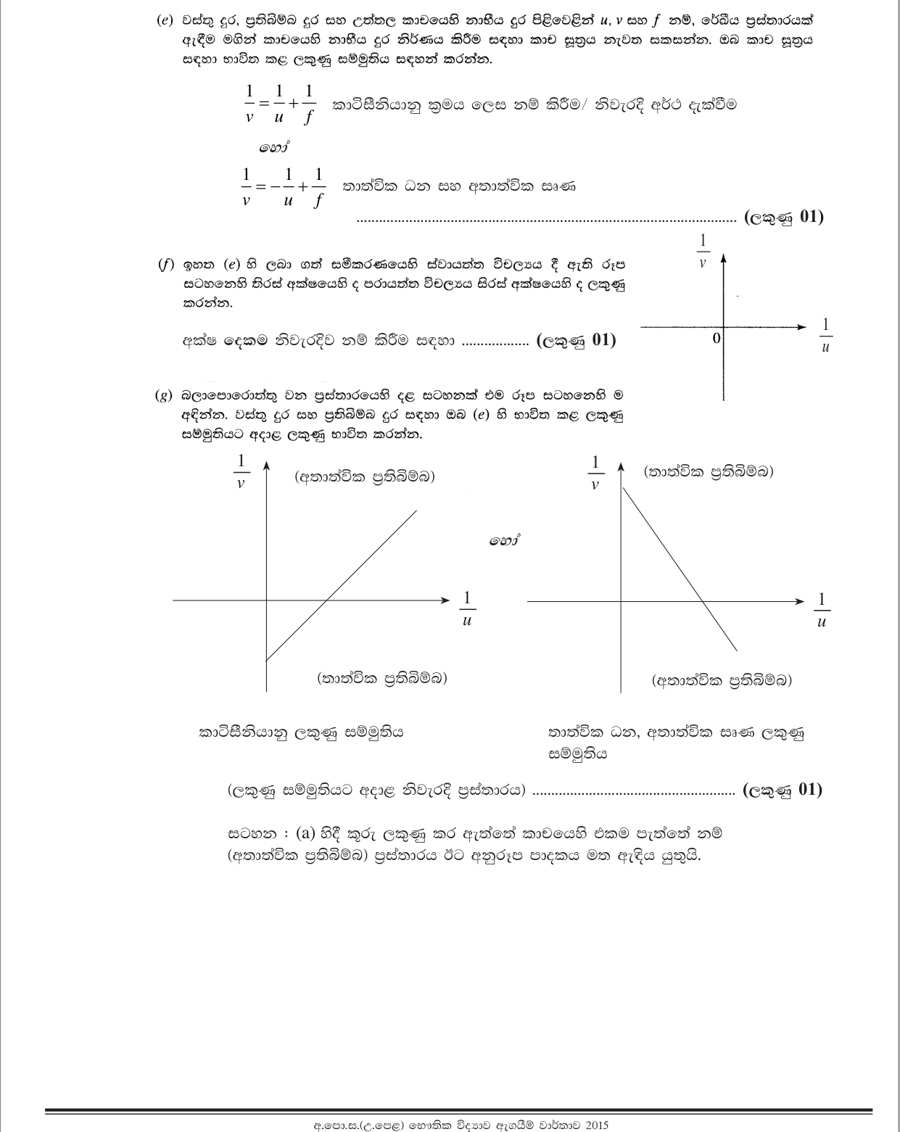 (e) වස්තු දුර, ප්‍රතිබිම්බ දුර සහ උත්තල කාචයෙහි නාභීය දුර පිළිවෙළින් u, v සහ f නම්, රේඛීය ප්‍රස්තාරයක්
ඇඳීම මගින් කාචයෙහි නාභීය දුර නිර්ණය කිරීම සඳහා කාච සූත්‍රය නැවත සකසන්න. ඔබ කාච සූත්‍රය
සඳහා භාවිත කළ ලකුණු සම්මුතිය සඳහන් කරන්න.
1/v = 1/u + 1/f කාටිසීනියානු ක්‍රමය ලෙස නම් කිරීම/ නිවැරදි අර්ථ දැක්වීම
හෝ
1/v = -1/u + 1/f තාත්වික ධන සහ අතාත්වික සෘණ
..................................................................................................... (ලකුණු 01)
(f) ඉහත (e) හි ලබා ගත් සමීකරණයෙහි ස්වායත්ත විචල්‍යය දී ඇති රූප
සටහනෙහි තිරස් අක්ෂයෙහි ද පරායත්ත විචල්‍යය සිරස් අක්ෂයෙහි ද ලකුණු
කරන්න.
අක්ෂ දෙකම නිවැරදිව නම් කිරීම සඳහා .................. (ලකුණු 01)
1/v
0
1/u
(g) බලාපොරොත්තු වන ප්‍රස්තාරයෙහි දළ සටහනක් එම රූප සටහනෙහි ම
අඳින්න. වස්තු දුර සහ ප්‍රතිබිම්බ දුර සඳහා ඔබ (e) හි භාවිත කළ ලකුණු
සම්මුතියට අදාළ ලකුණු භාවිත කරන්න.
1/v (අතාත්වික ප්‍රතිබිම්බ)
1/u
(තාත්වික ප්‍රතිබිම්බ)
හෝ
1/v (තාත්වික ප්‍රතිබිම්බ)
1/u
(අතාත්වික ප්‍රතිබිම්බ)
කාටිසීනියානු ලකුණු සම්මුතිය
තාත්වික ධන, අතාත්වික සෘණ ලකුණු
සම්මුතිය
(ලකුණු සම්මුතියට අදාළ නිවැරදි ප්‍රස්තාරය) ...................................................... (ලකුණු 01)
සටහන : (a) හිදී කූරු ලකුණු කර ඇත්තේ කාචයෙහි එකම පැත්තේ නම්
(අතාත්වික ප්‍රතිබිම්බ) ප්‍රස්තාරය ඊට අනුරූප පාදකය මත ඇඳිය යුතුයි.
අ.පො.ස.(උ.පෙළ) භෞතික විද්‍යාව ඇගයීම් වාර්තාව 2015